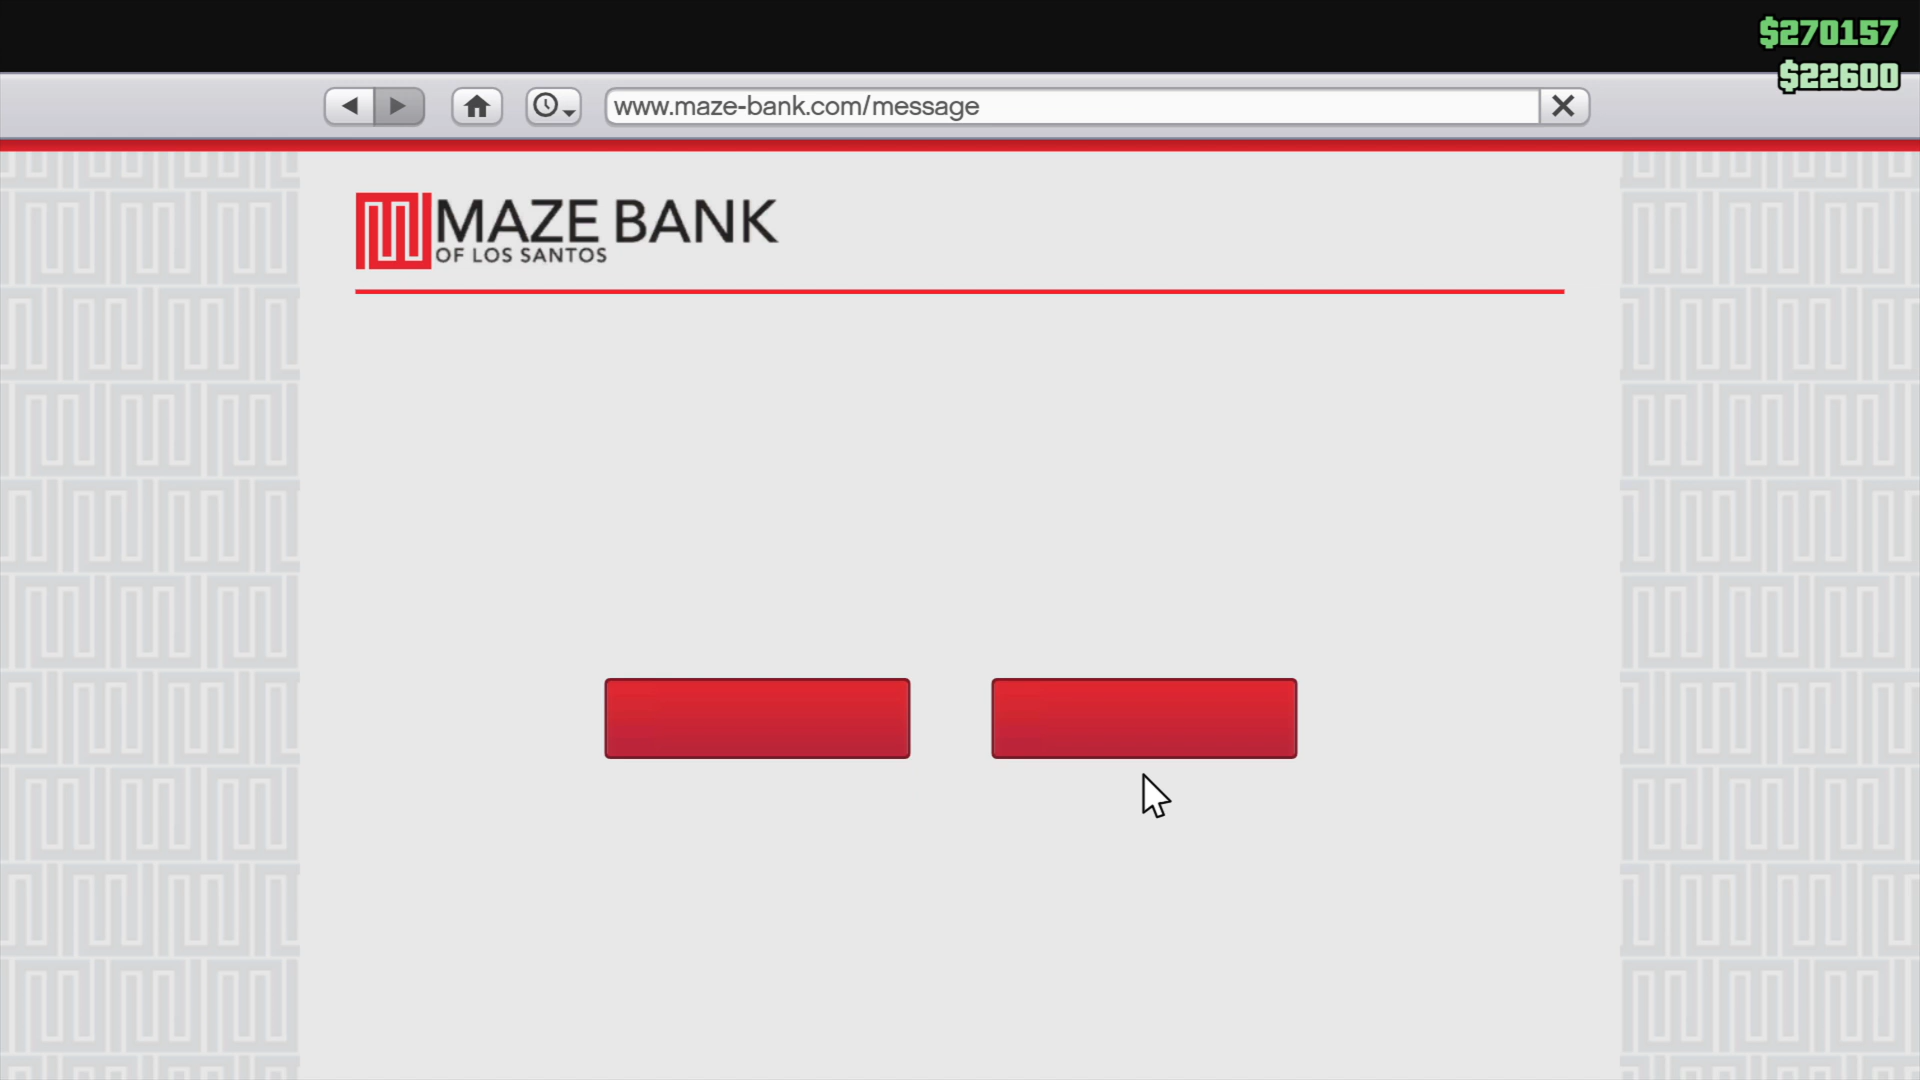 $270157
$22600
www.maze-bank.com/message
MAZE BANK
OF LOS SANTOS